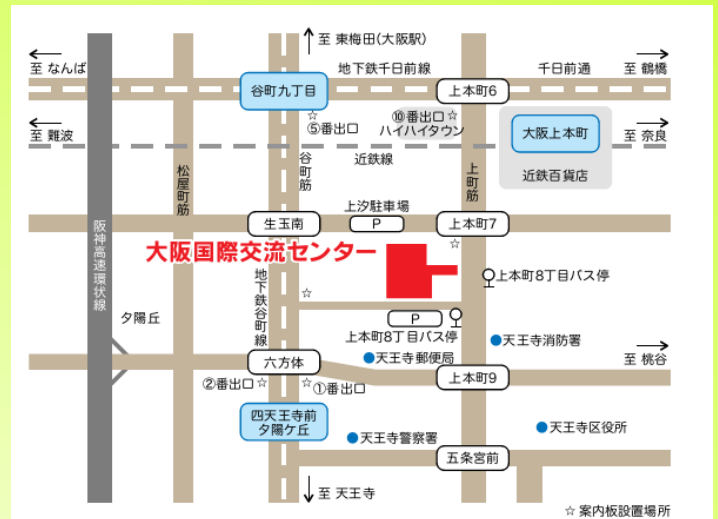 至 東梅田(大阪駅)
至 なんば
谷町九丁目
地下鉄千日前線
上本町6
千日前通
至 鶴橋
☆
⑤番出口
⑩番出口☆
ハイハイタウン
大阪上本町
至 難波
至 奈良
近鉄線
近鉄百貨店
松屋町筋
谷町筋
上町筋
上汐駐車場
P
生玉南
上本町7
☆
阪神高速環状線
大阪国際交流センター
地下鉄谷町線
☆
上本町8丁目バス停
夕陽丘
P
上本町8丁目バス停
天王寺消防署
六方体
天王寺郵便局
至 桃谷
②番出口☆
☆
①番出口
上本町9
四天王寺前
夕陽ケ丘
天王寺警察署
天王寺区役所
五条宮前
至 天王寺
☆案内板設置場所